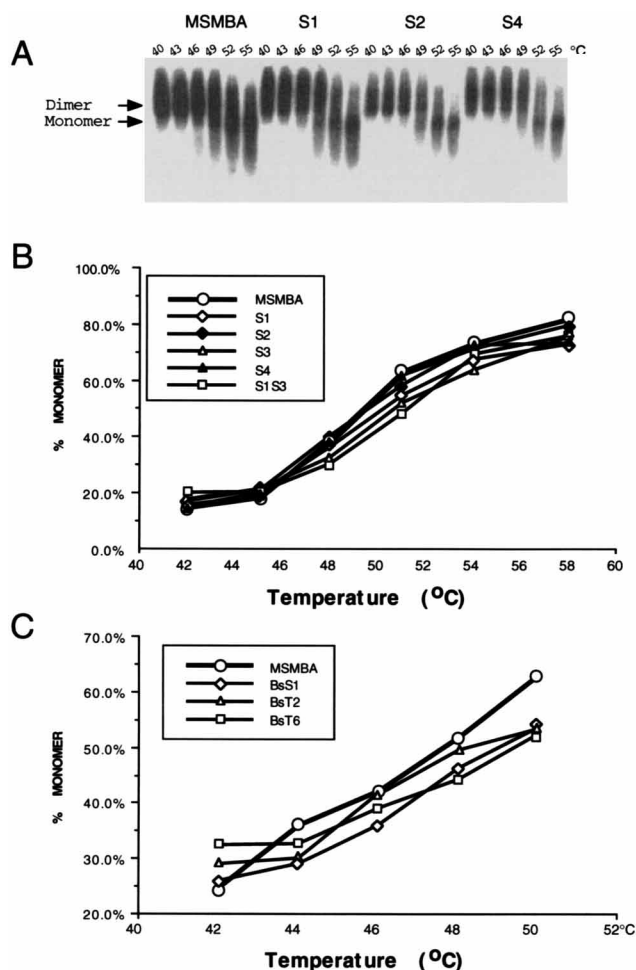 MSMBA S1 S2 S4
A
40 43 46 49 52 55 40 43 46 49 52 55 40 43 46 49 52 55 40 43 46 49 52 55 °C
Dimer
Monomer
B
100.0%
80.0%
60.0%
40.0%
20.0%
0.0%
% MONOMER
MSMBA
S1
S2
S3
S4
S1S3
40 42 44 46 48 50 52 54 56 58 60
Temperature (°C)
C
70.0%
60.0%
50.0%
40.0%
30.0%
20.0%
% MONOMER
MSMBA
BsS1
BsT2
BsT6
40 42 44 46 48 50 52°C
Temperature (°C)